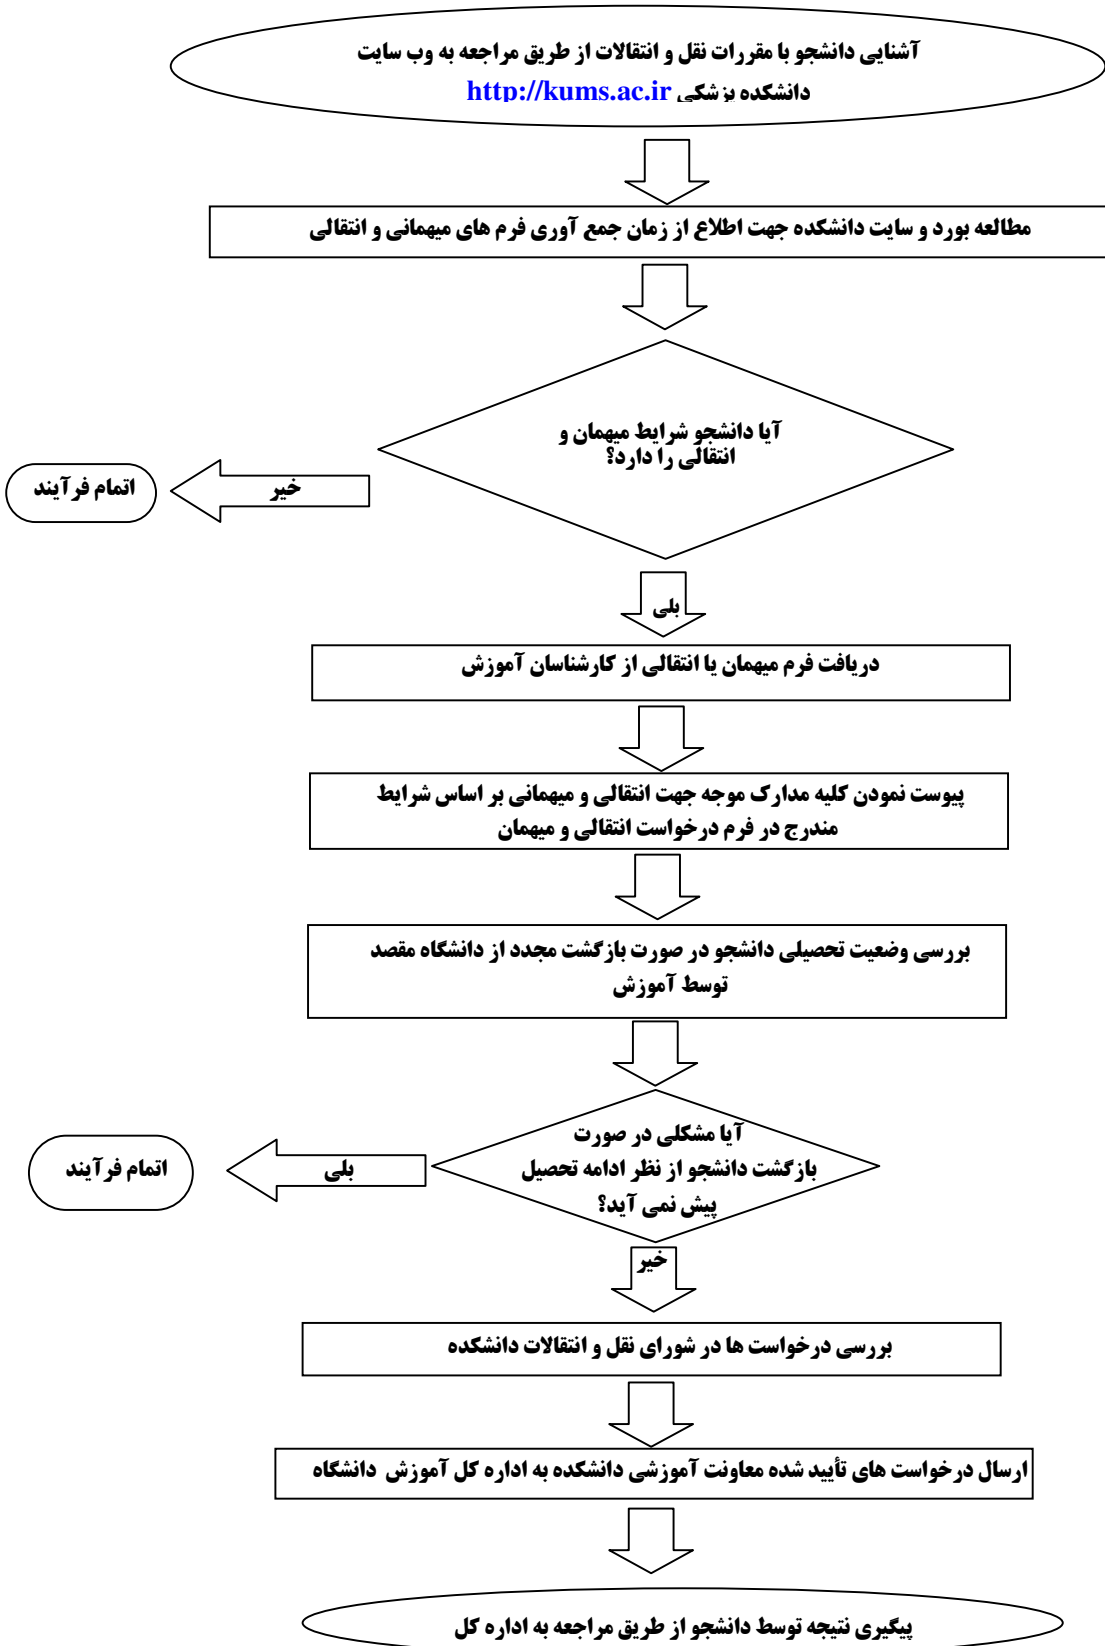 آشنایی دانشجو با مقررات نقل و انتقالات از طریق مراجعه به وب سایت
دانشکده پزشکی http://kums.ac.ir
مطالعه بورد و سایت دانشکده جهت اطلاع از زمان جمع آوری فرم های میهمانی و انتقالی
آیا دانشجو شرایط میهمان و
انتقالی را دارد؟
خیر
اتمام فرآیند
بلی
دریافت فرم میهمان یا انتقالی از کارشناسان آموزش
پیوست نمودن کلیه مدارک موجه جهت انتقالی و میهمانی بر اساس شرایط
مندرج در فرم درخواست انتقالی و میهمان
بررسی وضعیت تحصیلی دانشجو در صورت بازگشت مجدد از دانشگاه مقصد
توسط آموزش
آیا مشکلی در صورت
بازگشت دانشجو از نظر ادامه تحصیل
پیش نمی آید؟
بلی
اتمام فرآیند
خیر
بررسی درخواست ها در شورای نقل و انتقالات دانشکده
ارسال درخواست های تأیید شده معاونت آموزشی دانشکده به اداره کل آموزش دانشگاه
پیگیری نتیجه توسط دانشجو از طریق مراجعه به اداره کل